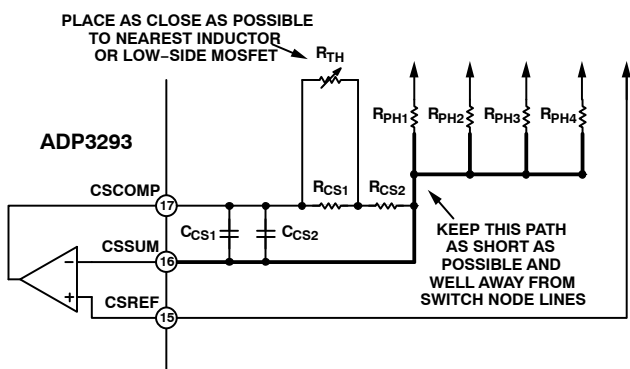 PLACE AS CLOSE AS POSSIBLE
TO NEAREST INDUCTOR
OR LOW–SIDE MOSFET
RTH
RPH1
RPH2
RPH3
RPH4
ADP3293
CSCOMP
17
RCS1
RCS2
CCS1
CCS2
KEEP THIS PATH
AS SHORT AS
POSSIBLE AND
WELL AWAY FROM
SWITCH NODE LINES
CSSUM
16
–
+
CSREF
15